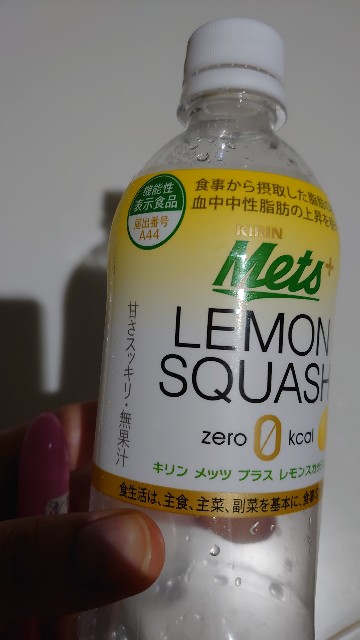 機能性
表示食品
届出番号
A44
食事から摂取した脂肪の
血中中性脂肪の上昇を
KIRIN
Mets+
LEMON
SQUASH
甘さスッキリ・無果汁
zero 0 kcal
キリン メッツ プラス レモンスカ
食生活は、主食、主菜、副菜を基本に、食事の